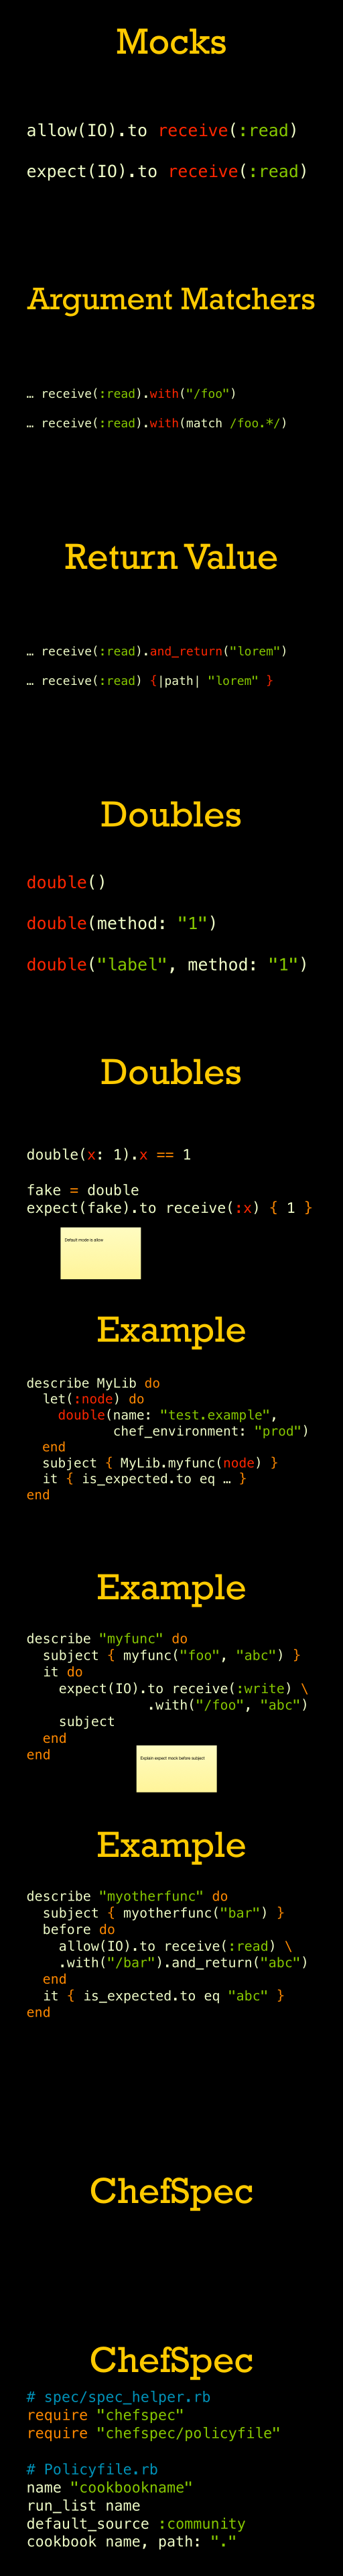 Mocks
allow(IO).to receive(:read)
expect(IO).to receive(:read)
Argument Matchers
… receive(:read).with("/foo")
… receive(:read).with(match /foo.*/)
Return Value
… receive(:read).and_return("lorem")
… receive(:read) {|path| "lorem" }
Doubles
double()
double(method: "1")
double("label", method: "1")
Doubles
double(x: 1).x == 1
fake = double
expect(fake).to receive(:x) { 1 }
Default mode is allow
Example
describe MyLib do
  let(:node) do
    double(name: "test.example",
           chef_environment: "prod")
  end
  subject { MyLib.myfunc(node) }
  it { is_expected.to eq … }
end
Example
describe "myfunc" do
  subject { myfunc("foo", "abc") }
  it do
    expect(IO).to receive(:write) \
               .with("/foo", "abc")
    subject
  end
end
Explain expect mock before subject
Example
describe "myotherfunc" do
  subject { myotherfunc("bar") }
  before do
    allow(IO).to receive(:read) \
    .with("/bar").and_return("abc")
  end
  it { is_expected.to eq "abc" }
end
ChefSpec
ChefSpec
# spec/spec_helper.rb
require "chefspec"
require "chefspec/policyfile"
# Policyfile.rb
name "cookbookname"
run_list name
default_source :community
cookbook name, path: "."